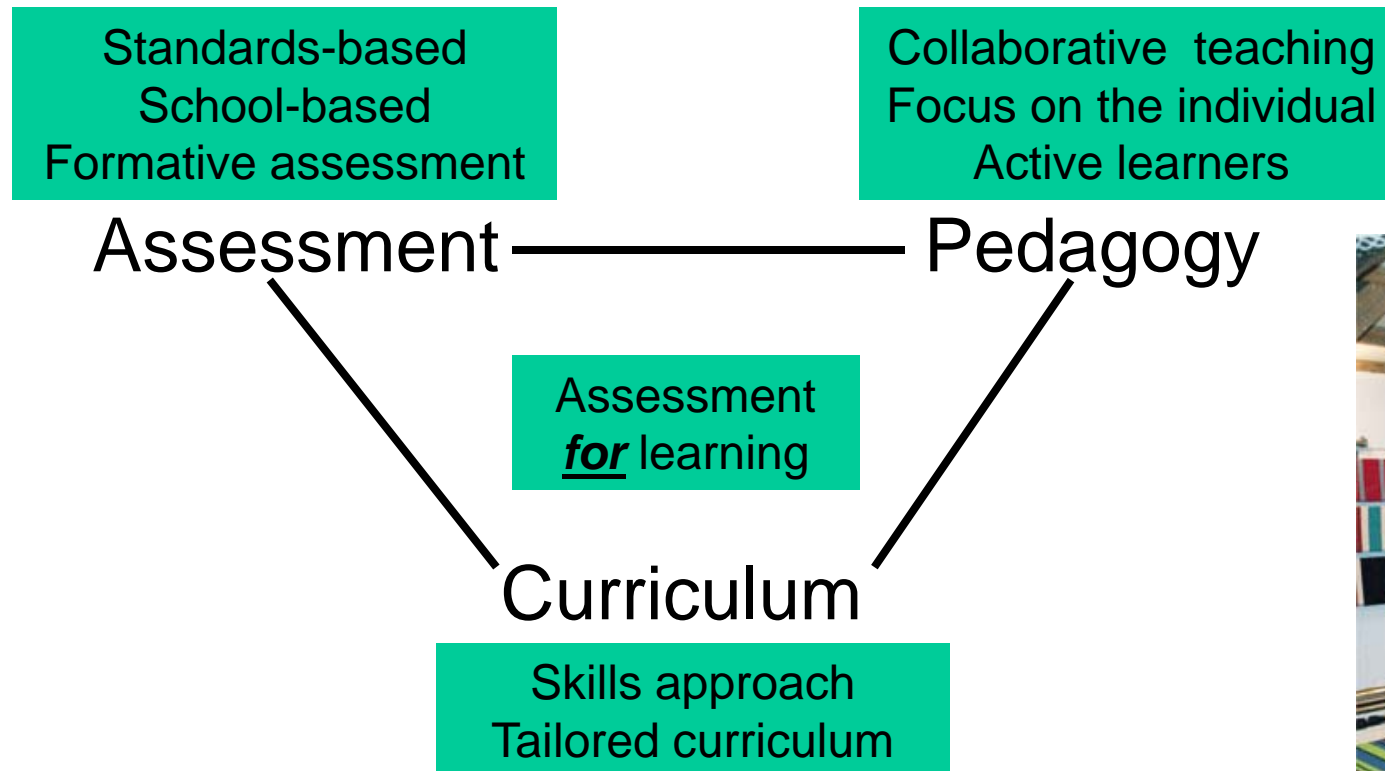 Standards-based
School-based
Formative assessment
Collaborative teaching
Focus on the individual
Active learners
Assessment
Pedagogy
Assessment
for learning
Curriculum
Skills approach
Tailored curriculum